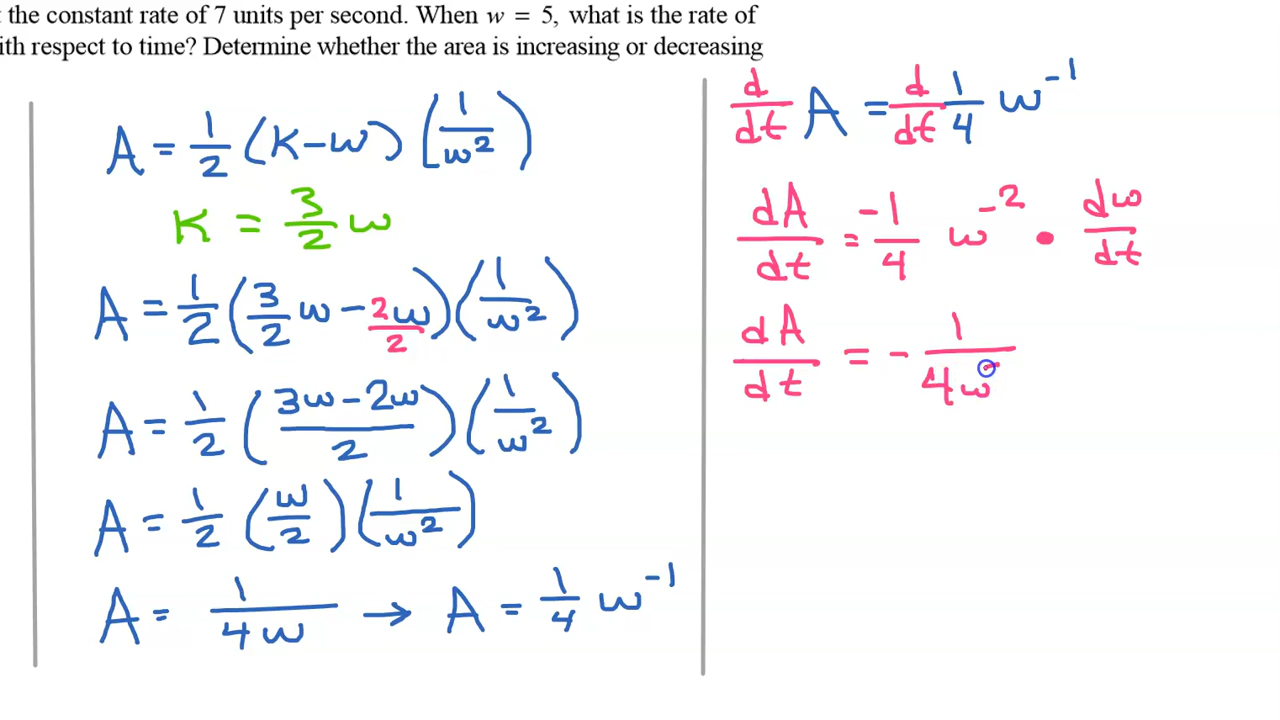 the constant rate of 7 units per second. When w = 5, what is the rate of
ith respect to time? Determine whether the area is increasing or decreasing
A = 1/2 (K-w) (1/w²)
K = 3/2 w
A = 1/2 (3/2 w - 2w/2) (1/w²)
A = 1/2 ((3w - 2w)/2) (1/w²)
A = 1/2 (w/2) (1/w²)
A = 1/(4w) → A = 1/4 w⁻¹
d/dt A = d/dt 1/4 w⁻¹
dA/dt = -1/4 w⁻² • dw/dt
dA/dt = - 1/(4w